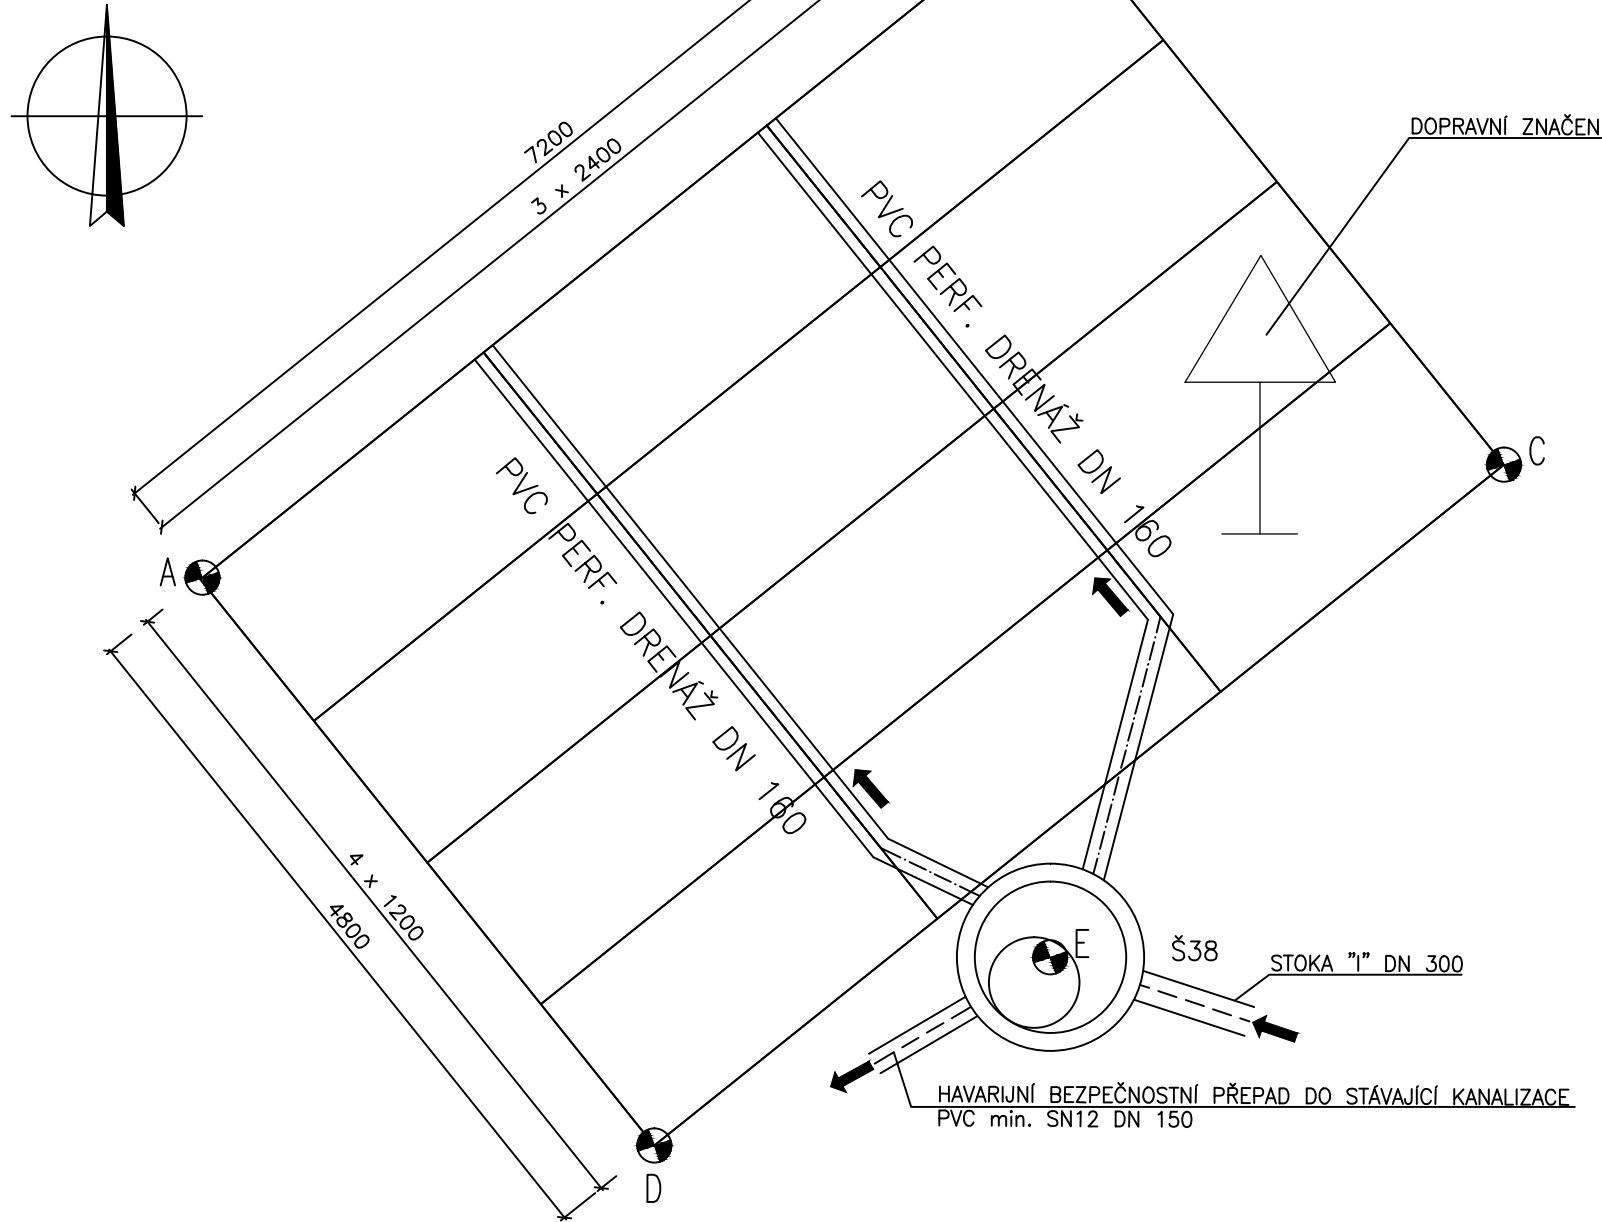 7200
3 x 2400
DOPRAVNÍ ZNAČEN
PVC PERF. DRENÁŽ DN 160
PVC PERF. DRENÁŽ DN 160
C
A
4 x 1200
4800
E
Š38
STOKA "I" DN 300
HAVARIJNÍ BEZPEČNOSTNÍ PŘEPAD DO STÁVAJÍCÍ KANALIZACE
PVC min. SN12 DN 150
D